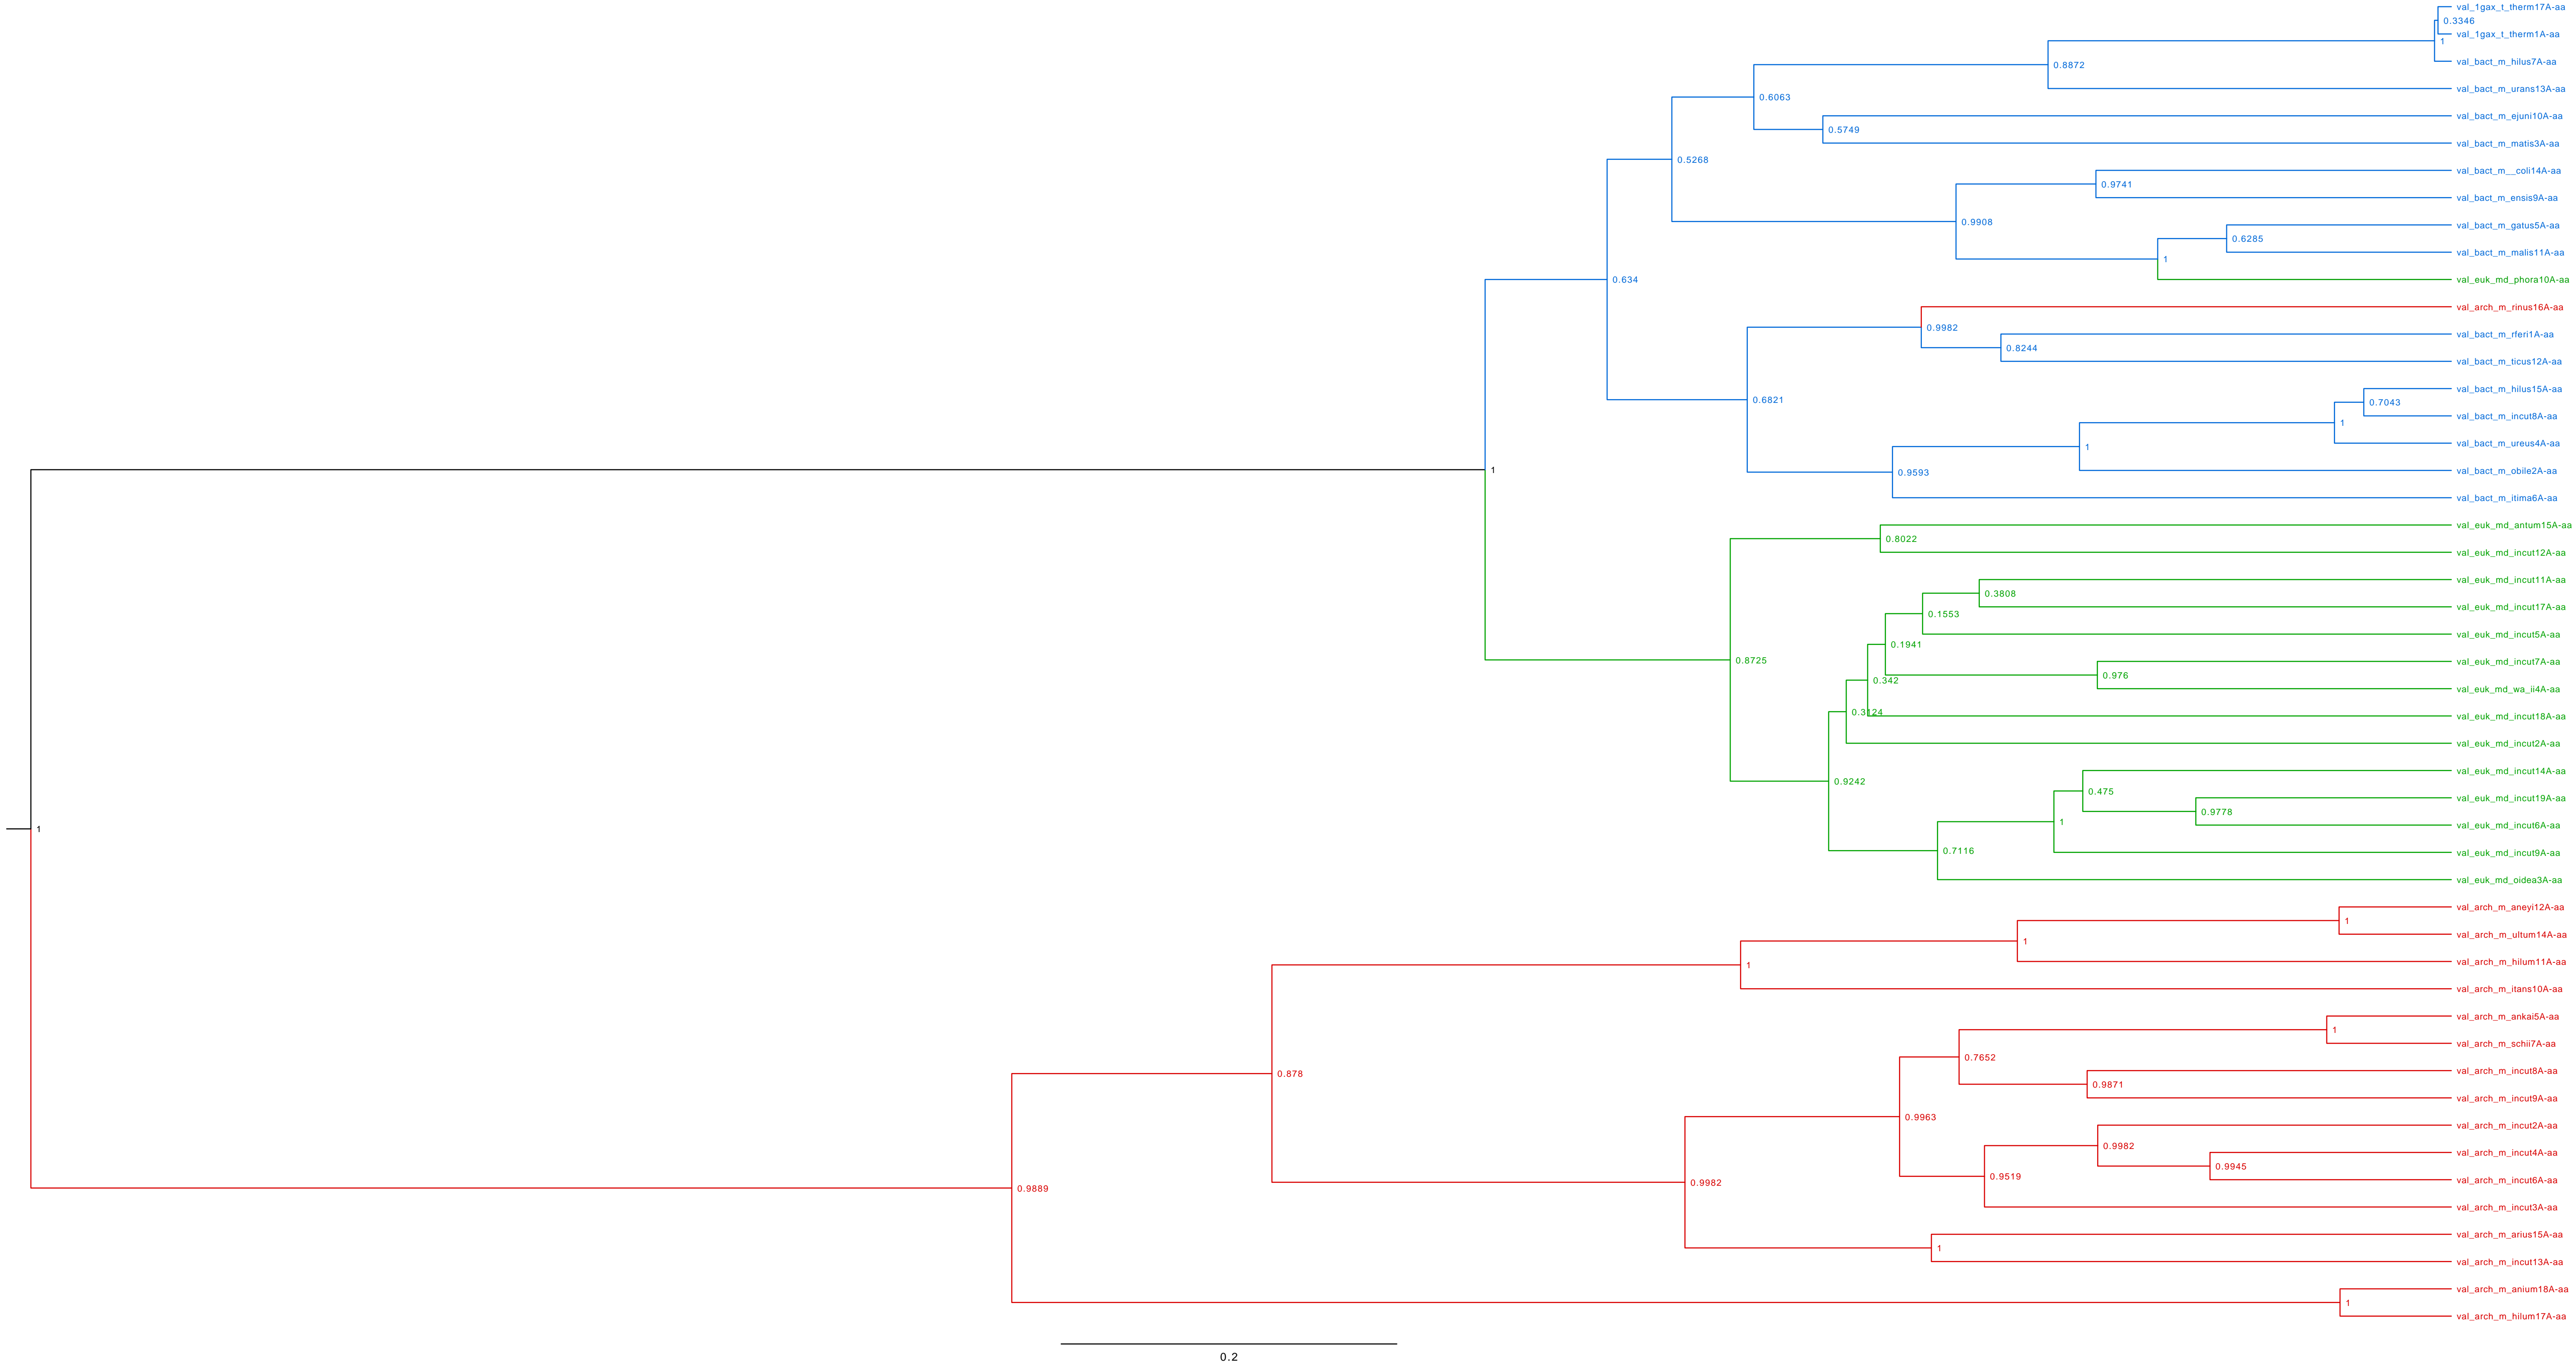 val_1gax_t_therm17A-aa
0.3346
val_1gax_t_therm1A-aa
1
val_bact_m_hilus7A-aa
0.8872
val_bact_m_urans13A-aa
0.6063
val_bact_m_ejuni10A-aa
0.5749
val_bact_m_matis3A-aa
0.5268
val_bact_m__coli14A-aa
0.9741
val_bact_m_ensis9A-aa
0.9908
val_bact_m_gatus5A-aa
0.6285
val_bact_m_malis11A-aa
1
val_euk_md_phora10A-aa
0.634
val_arch_m_rinus16A-aa
0.9982
val_bact_m_rferi1A-aa
0.8244
val_bact_m_ticus12A-aa
0.6821
val_bact_m_hilus15A-aa
0.7043
val_bact_m_incut8A-aa
1
val_bact_m_ureus4A-aa
1
val_bact_m_obile2A-aa
0.9593
val_bact_m_itima6A-aa
1
val_euk_md_antum15A-aa
0.8022
val_euk_md_incut12A-aa
val_euk_md_incut11A-aa
0.3808
val_euk_md_incut17A-aa
0.1553
val_euk_md_incut5A-aa
0.1941
0.8725
val_euk_md_incut7A-aa
0.976
val_euk_md_wa_ii4A-aa
0.342
val_euk_md_incut18A-aa
0.3124
val_euk_md_incut2A-aa
0.9242
val_euk_md_incut14A-aa
0.475
val_euk_md_incut19A-aa
0.9778
val_euk_md_incut6A-aa
1
1
val_euk_md_incut9A-aa
0.7116
val_euk_md_oidea3A-aa
val_arch_m_aneyi12A-aa
1
val_arch_m_ultum14A-aa
1
val_arch_m_hilum11A-aa
1
val_arch_m_itans10A-aa
val_arch_m_ankai5A-aa
1
val_arch_m_schii7A-aa
0.7652
0.878
val_arch_m_incut8A-aa
0.9871
val_arch_m_incut9A-aa
0.9963
val_arch_m_incut2A-aa
0.9982
val_arch_m_incut4A-aa
0.9945
0.9519
val_arch_m_incut6A-aa
0.9982
0.9889
val_arch_m_incut3A-aa
val_arch_m_arius15A-aa
1
val_arch_m_incut13A-aa
val_arch_m_anium18A-aa
1
val_arch_m_hilum17A-aa
0.2